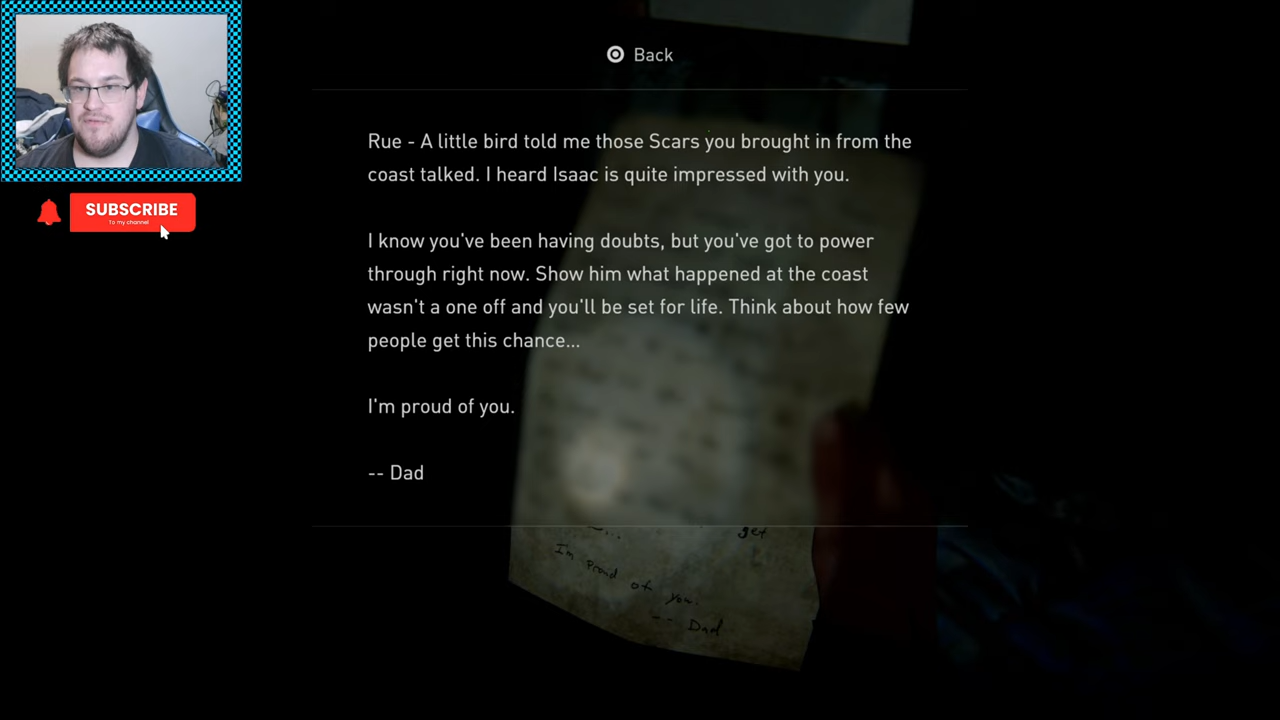 Back
Rue - A little bird told me those Scars you brought in from the
coast talked. I heard Isaac is quite impressed with you.
I know you've been having doubts, but you've got to power
through right now. Show him what happened at the coast
wasn't a one off and you'll be set for life. Think about how few
people get this chance...
I'm proud of you.
-- Dad
SUBSCRIBE
To my channel
get
I'm proud of you.
-- Dad